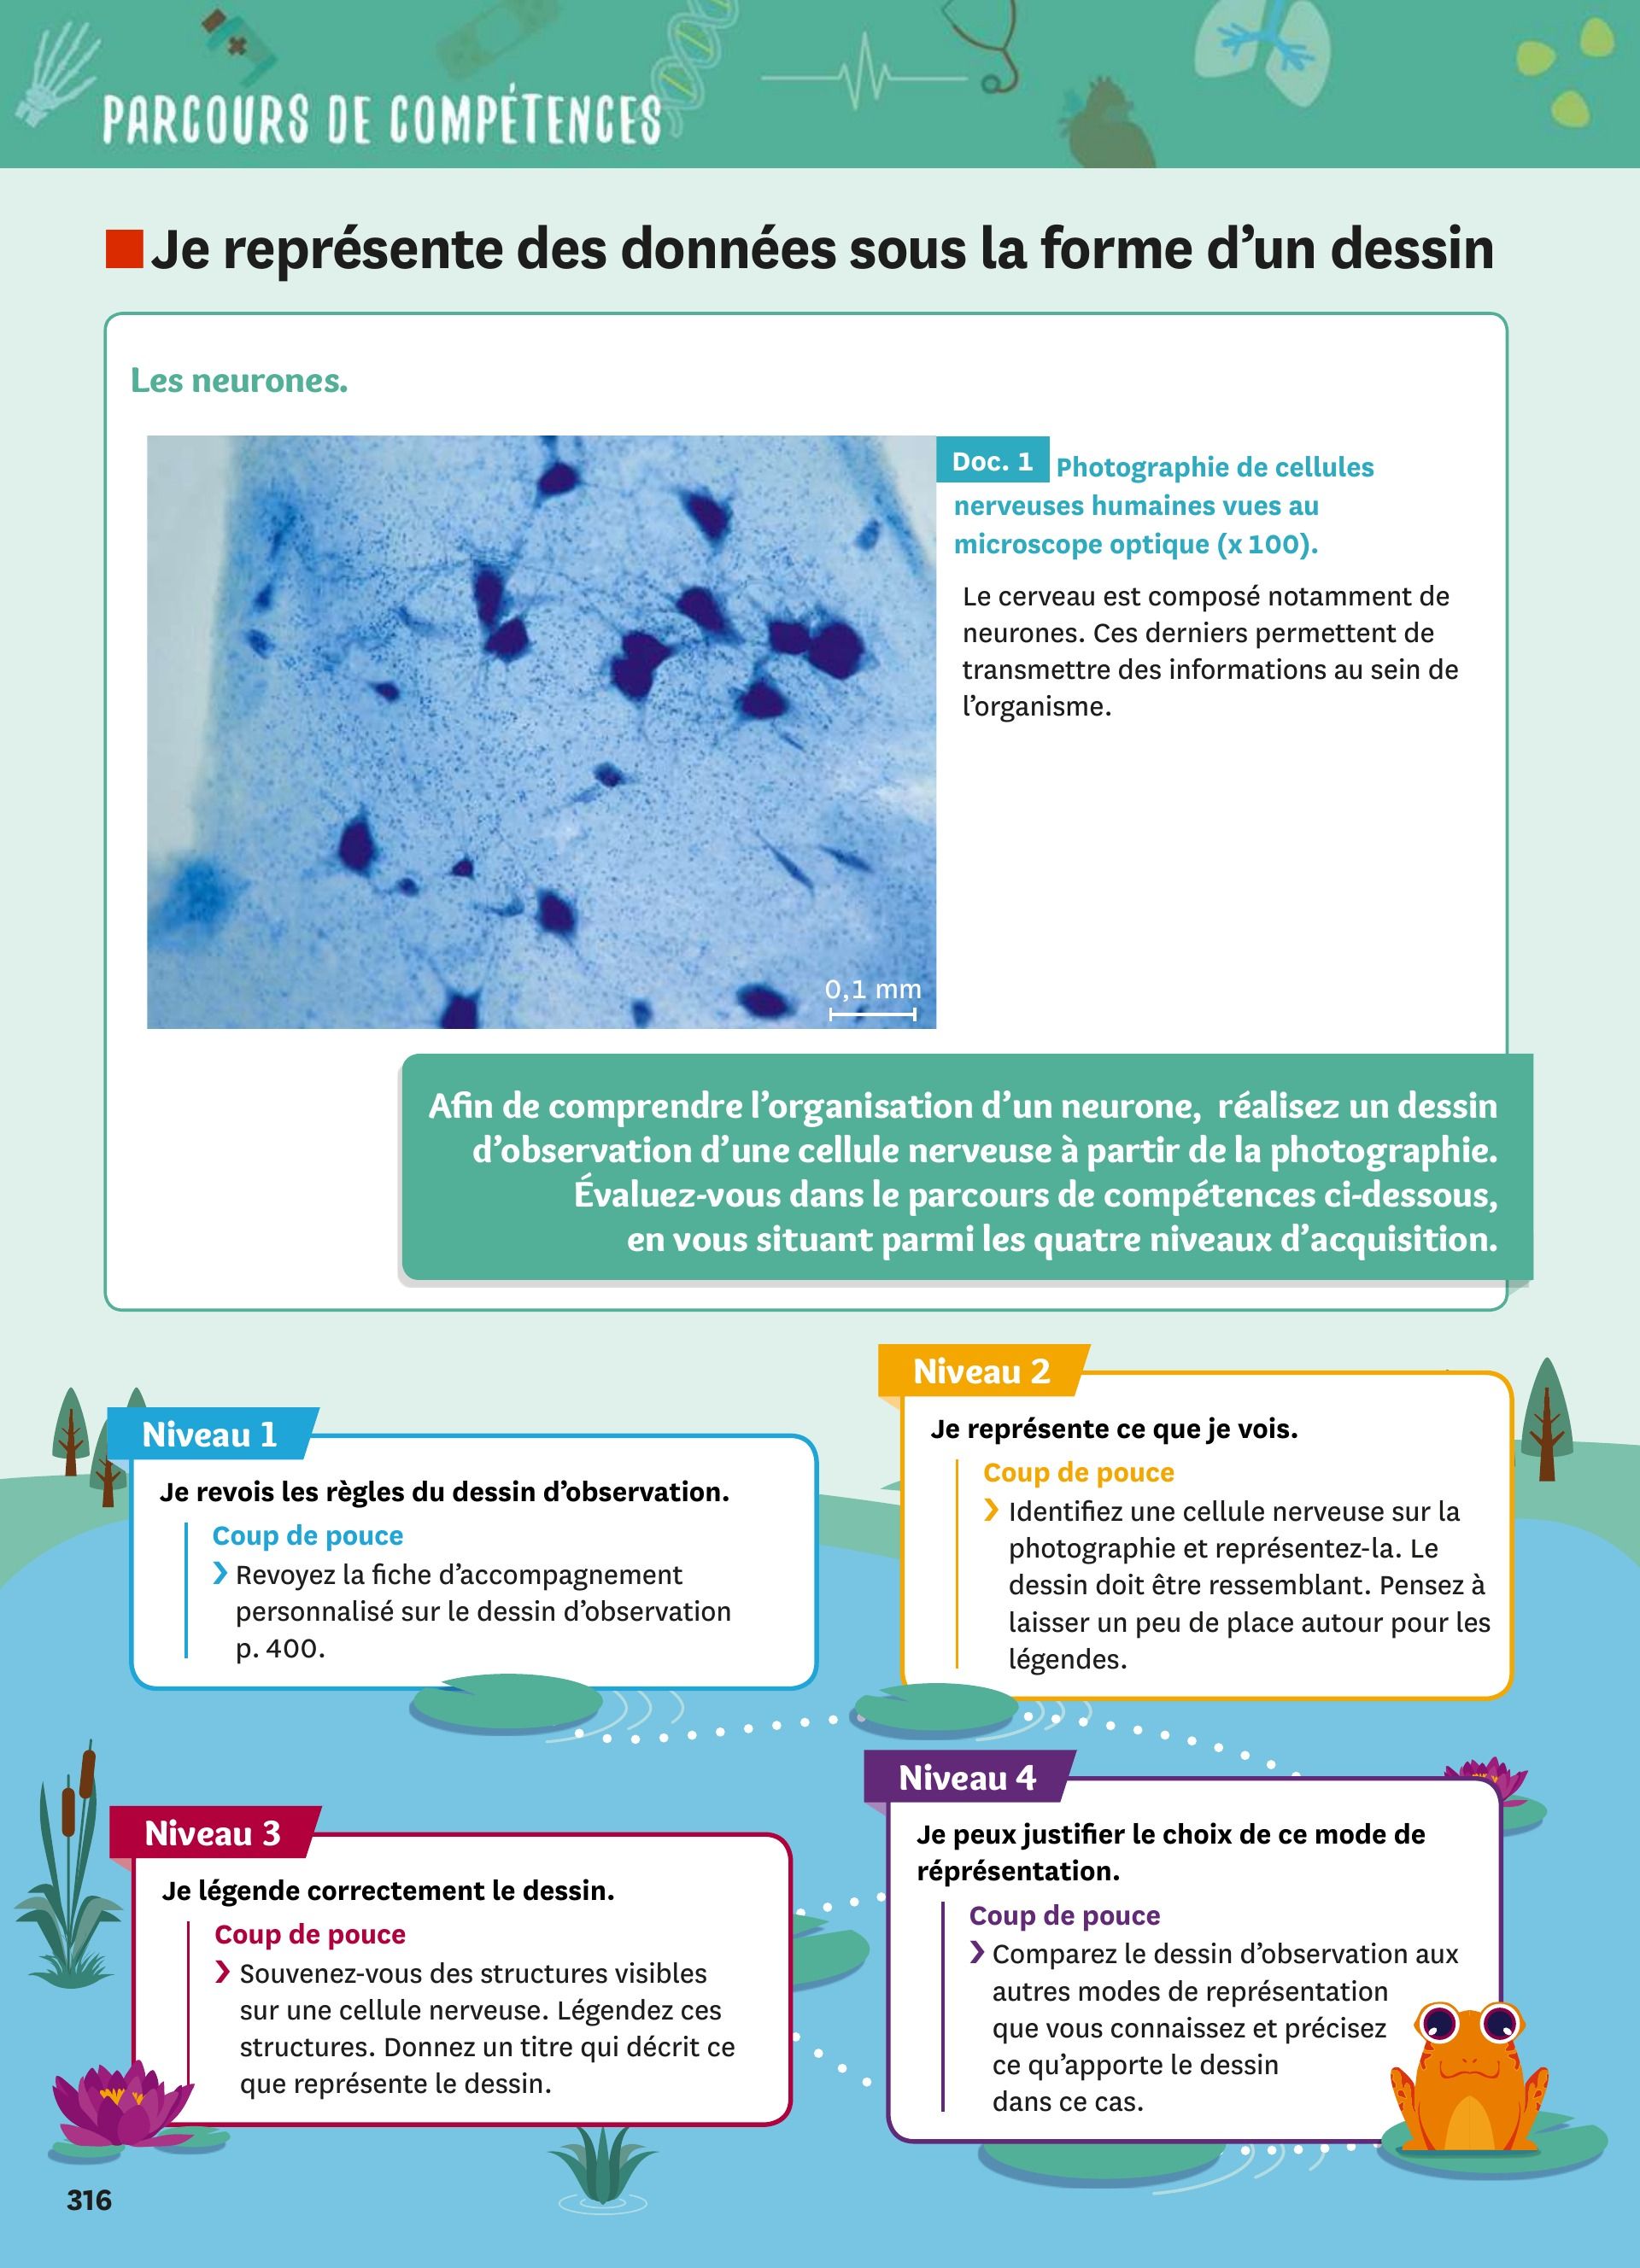 PARCOURS DE COMPÉTENCES
Je représente des données sous la forme d’un dessin
Les neurones.
Doc. 1 Photographie de cellules
nerveuses humaines vues au
microscope optique (x 100).
Le cerveau est composé notamment de
neurones. Ces derniers permettent de
transmettre des informations au sein de
l’organisme.
0,1 mm
Afin de comprendre l’organisation d’un neurone, réalisez un dessin
d’observation d’une cellule nerveuse à partir de la photographie.
Évaluez-vous dans le parcours de compétences ci-dessous,
en vous situant parmi les quatre niveaux d’acquisition.
Niveau 1
Je revois les règles du dessin d’observation.
Coup de pouce
› Revoyez la fiche d’accompagnement
personnalisé sur le dessin d’observation
p. 400.
Niveau 2
Je représente ce que je vois.
Coup de pouce
› Identifiez une cellule nerveuse sur la
photographie et représentez-la. Le
dessin doit être ressemblant. Pensez à
laisser un peu de place autour pour les
légendes.
Niveau 3
Je légende correctement le dessin.
Coup de pouce
› Souvenez-vous des structures visibles
sur une cellule nerveuse. Légendez ces
structures. Donnez un titre qui décrit ce
que représente le dessin.
Niveau 4
Je peux justifier le choix de ce mode de
réprésentation.
Coup de pouce
› Comparez le dessin d’observation aux
autres modes de représentation
que vous connaissez et précisez
ce qu’apporte le dessin
dans ce cas.
316